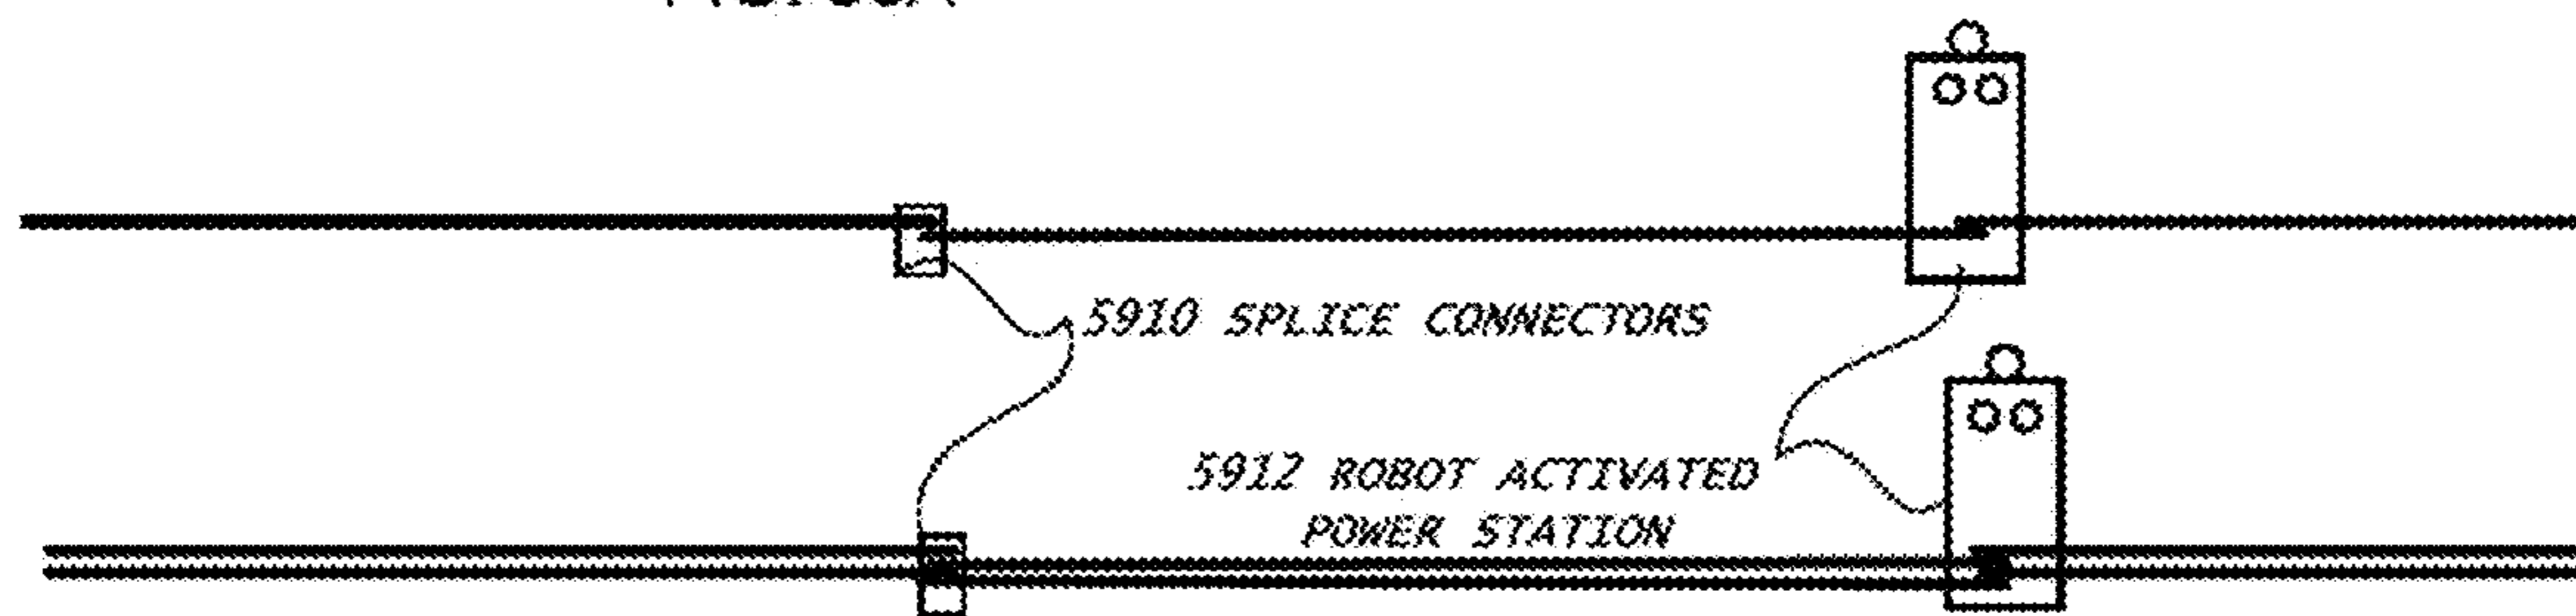 5910 SPLICE CONNECTORS
5912 ROBOT ACTIVATED
POWER STATION